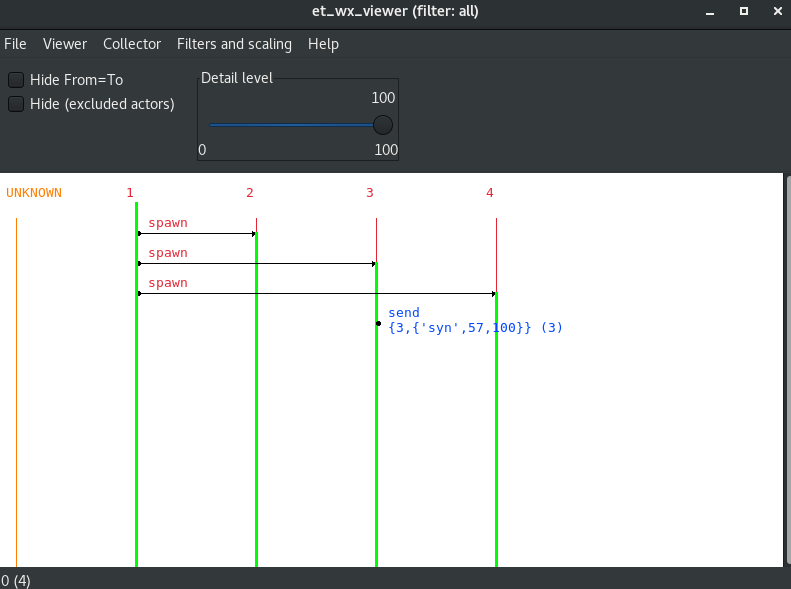 et_wx_viewer (filter: all)
File Viewer Collector Filters and scaling Help
Hide From=To
Hide (excluded actors)
Detail level
100
0 100
UNKNOWN 1 2 3 4
spawn
spawn
spawn
send
{3,{'syn',57,100}} (3)
0 (4)